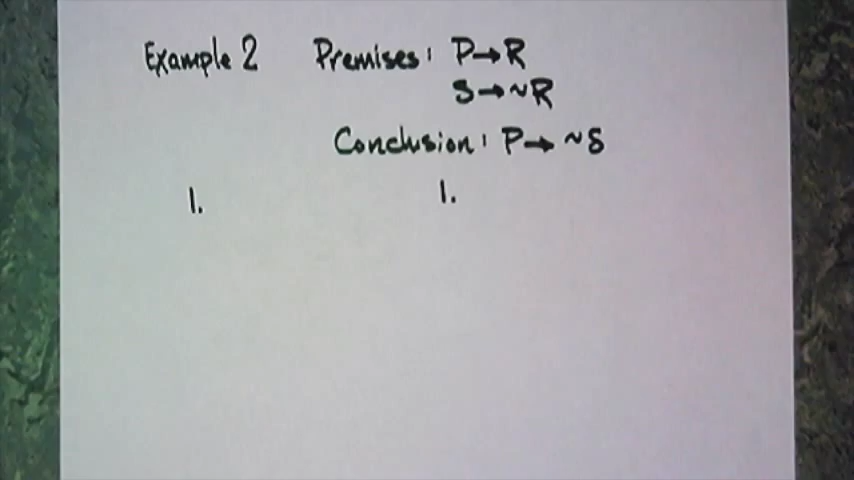 Example 2 Premises: P→R
S→~R
Conclusion: P→ ~S
1. 1.